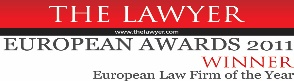 THE LAWYER
www.thelawyer.com
EUROPEAN AWARDS 2011
WINNER
European Law Firm of the Year